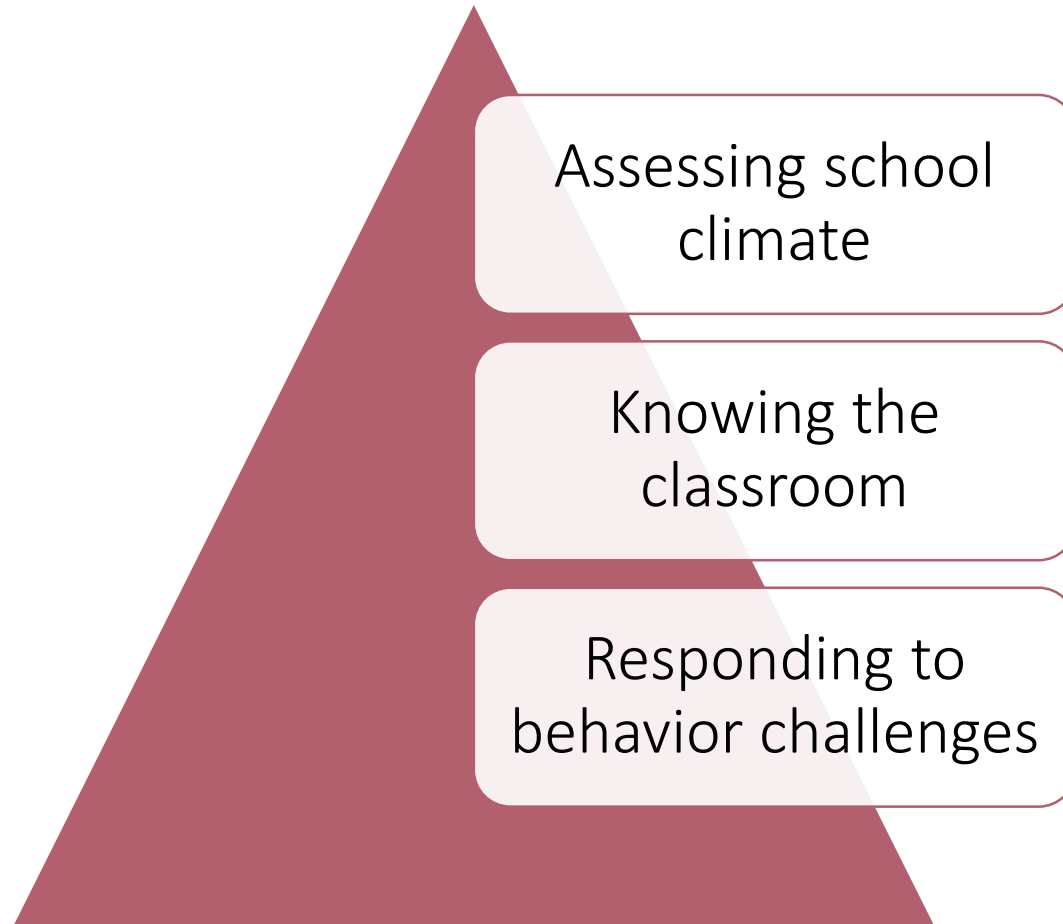 Assessing school
climate
Knowing the
classroom
Responding to
behavior challenges